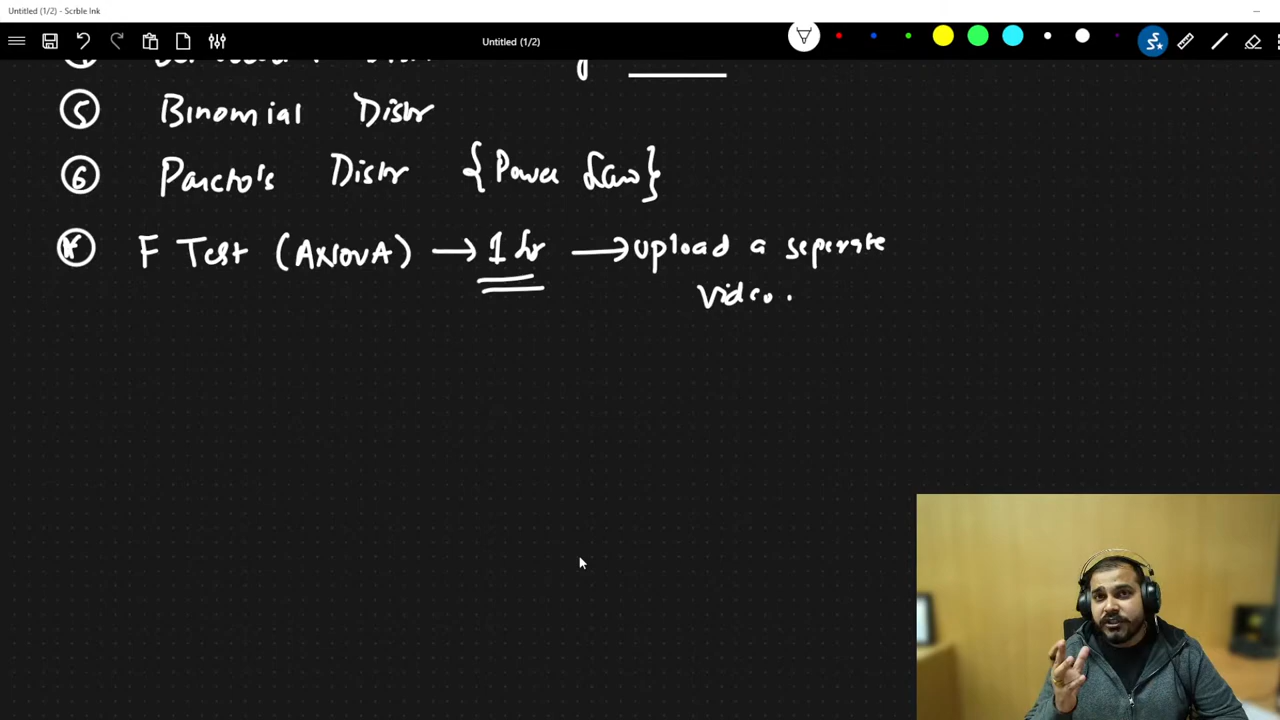 Untitled (1/2) - Scrble Ink
Untitled (1/2)
5 Binomial Distr
6 Pareto's Distr {Power Law}
* F Test (ANOVA) → 1 hr → upload a seperate
video.